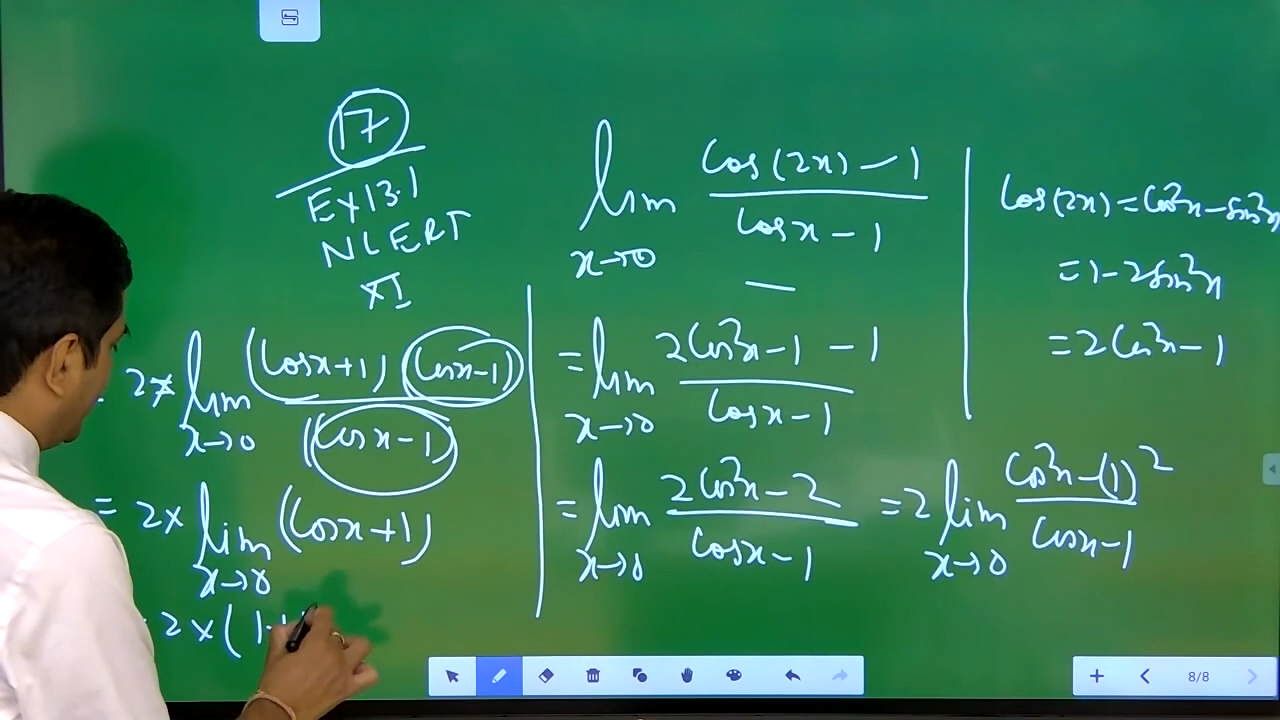 17
Ex 13.1
NCERT
XI
lim x→0 (cos(2x) − 1)/(cosx − 1)
cos(2x) = cos²x − sin²x
= 1 − 2sin²x
= 2cos²x − 1
= lim x→0 (2cos²x − 1 − 1)/(cosx − 1)
= lim x→0 (2cos²x − 2)/(cosx − 1) = 2 lim x→0 (cos²x − (1)²)/(cosx − 1)
2× lim x→0 ((cosx+1)(cosx−1))/(cosx−1)
= 2× lim x→0 (cosx+1)
2×(1+
8/8